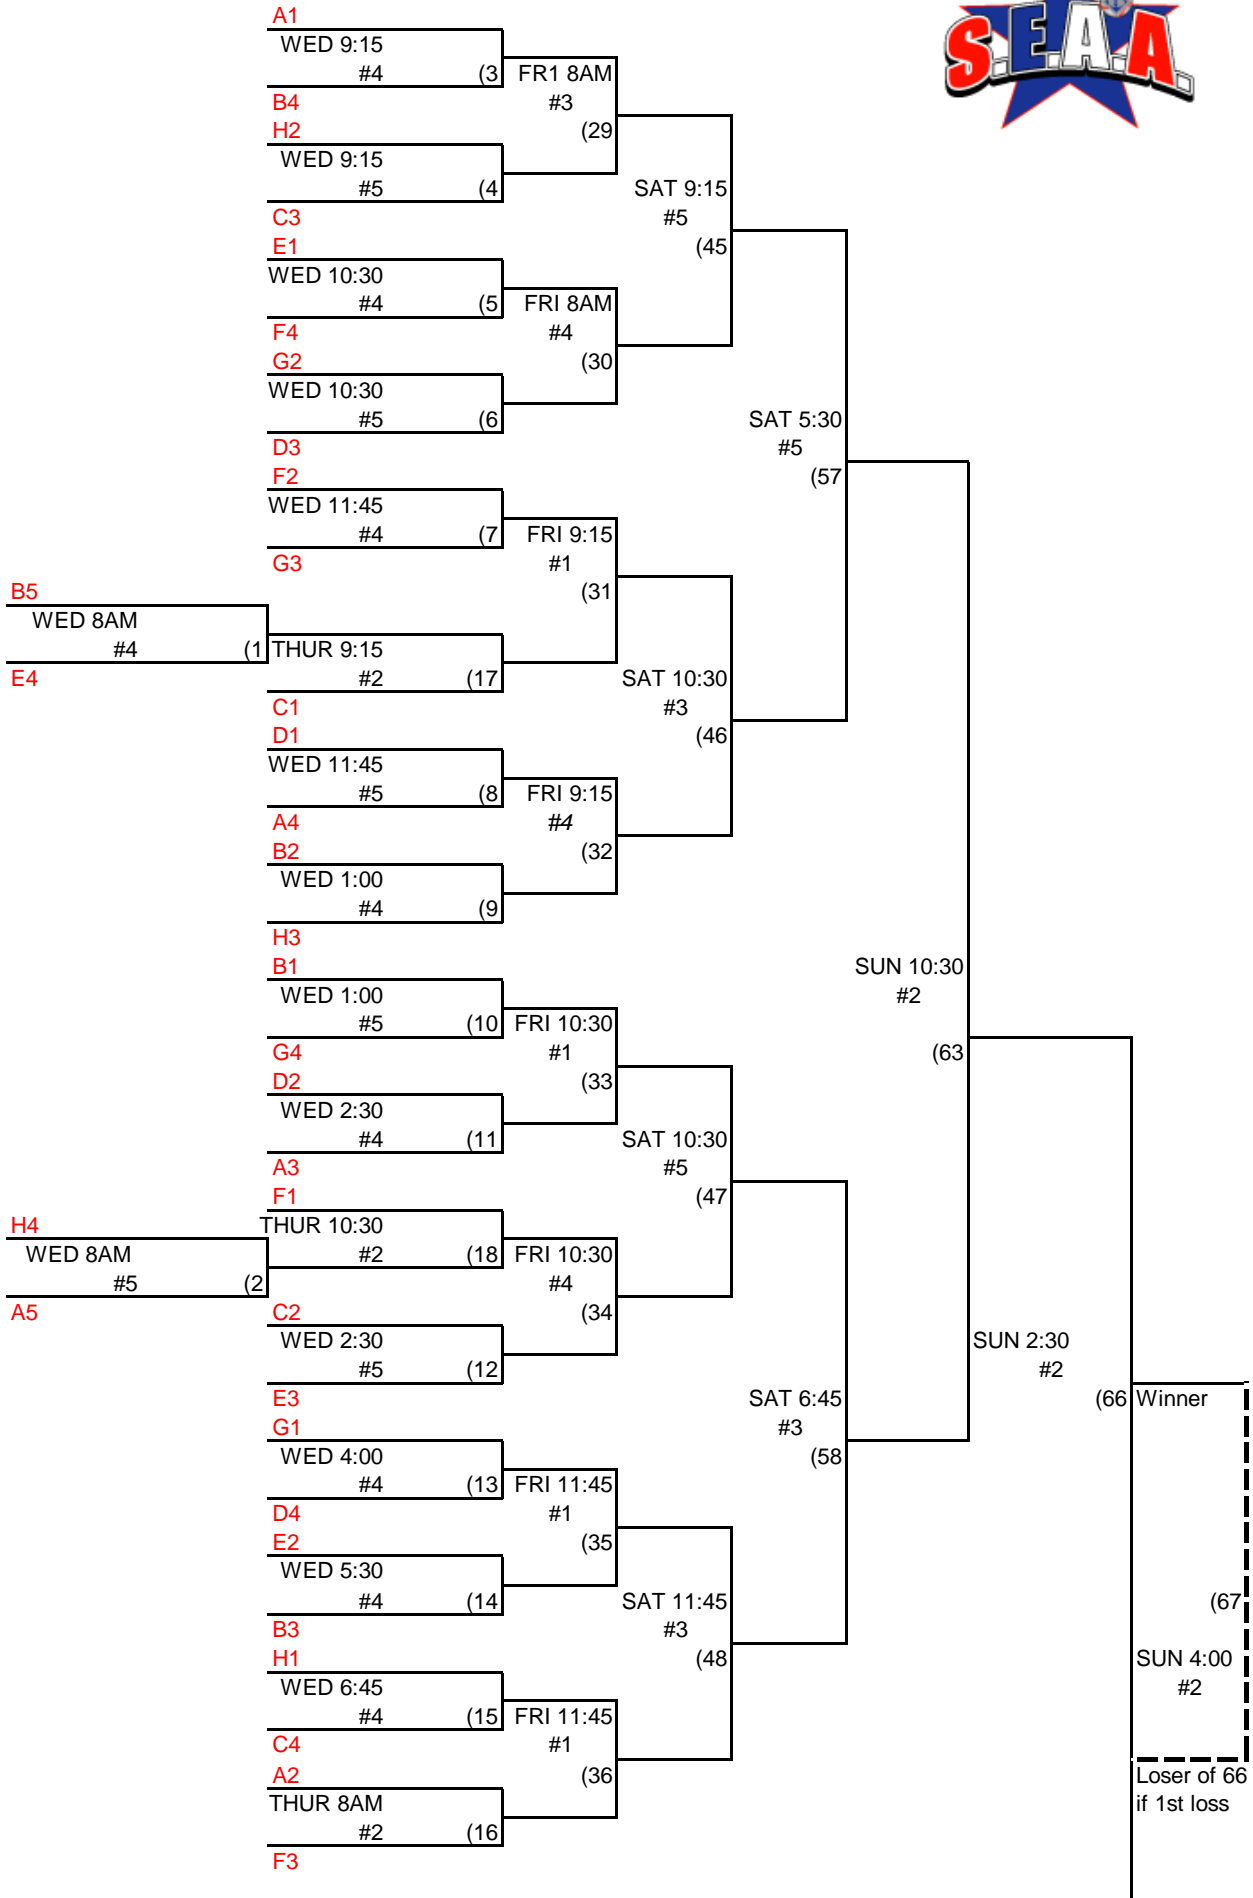 A1
S.E.A.A.
WED 9:15
#4 (3
FR1 8AM
B4
#3
H2
(29
WED 9:15
#5 (4
SAT 9:15
C3
#5
E1
(45
WED 10:30
#4 (5
FRI 8AM
F4
#4
G2
(30
WED 10:30
#5 (6
SAT 5:30
D3
#5
F2
(57
WED 11:45
#4 (7
FRI 9:15
G3
#1
B5
(31
WED 8AM
#4 (1
THUR 9:15
E4
#2 (17
SAT 10:30
C1
#3
D1
(46
WED 11:45
#5 (8
FRI 9:15
A4
#4
B2
(32
WED 1:00
#4 (9
H3
B1
SUN 10:30
WED 1:00
#2
#5 (10
FRI 10:30
G4
#1
(63
D2
(33
WED 2:30
#4 (11
SAT 10:30
A3
#5
F1
(47
H4
THUR 10:30
WED 8AM
#2 (18
FRI 10:30
#5 (2
#4
A5
C2
(34
WED 2:30
SUN 2:30
#5 (12
#2
E3
SAT 6:45
(66
Winner
G1
#3
WED 4:00
(58
#4 (13
FRI 11:45
D4
#1
E2
(35
WED 5:30
#4 (14
SAT 11:45
(67
B3
#3
H1
(48
SUN 4:00
WED 6:45
#2
#4 (15
FRI 11:45
C4
#1
A2
(36
Loser of 66
THUR 8AM
if 1st loss
#2 (16
F3